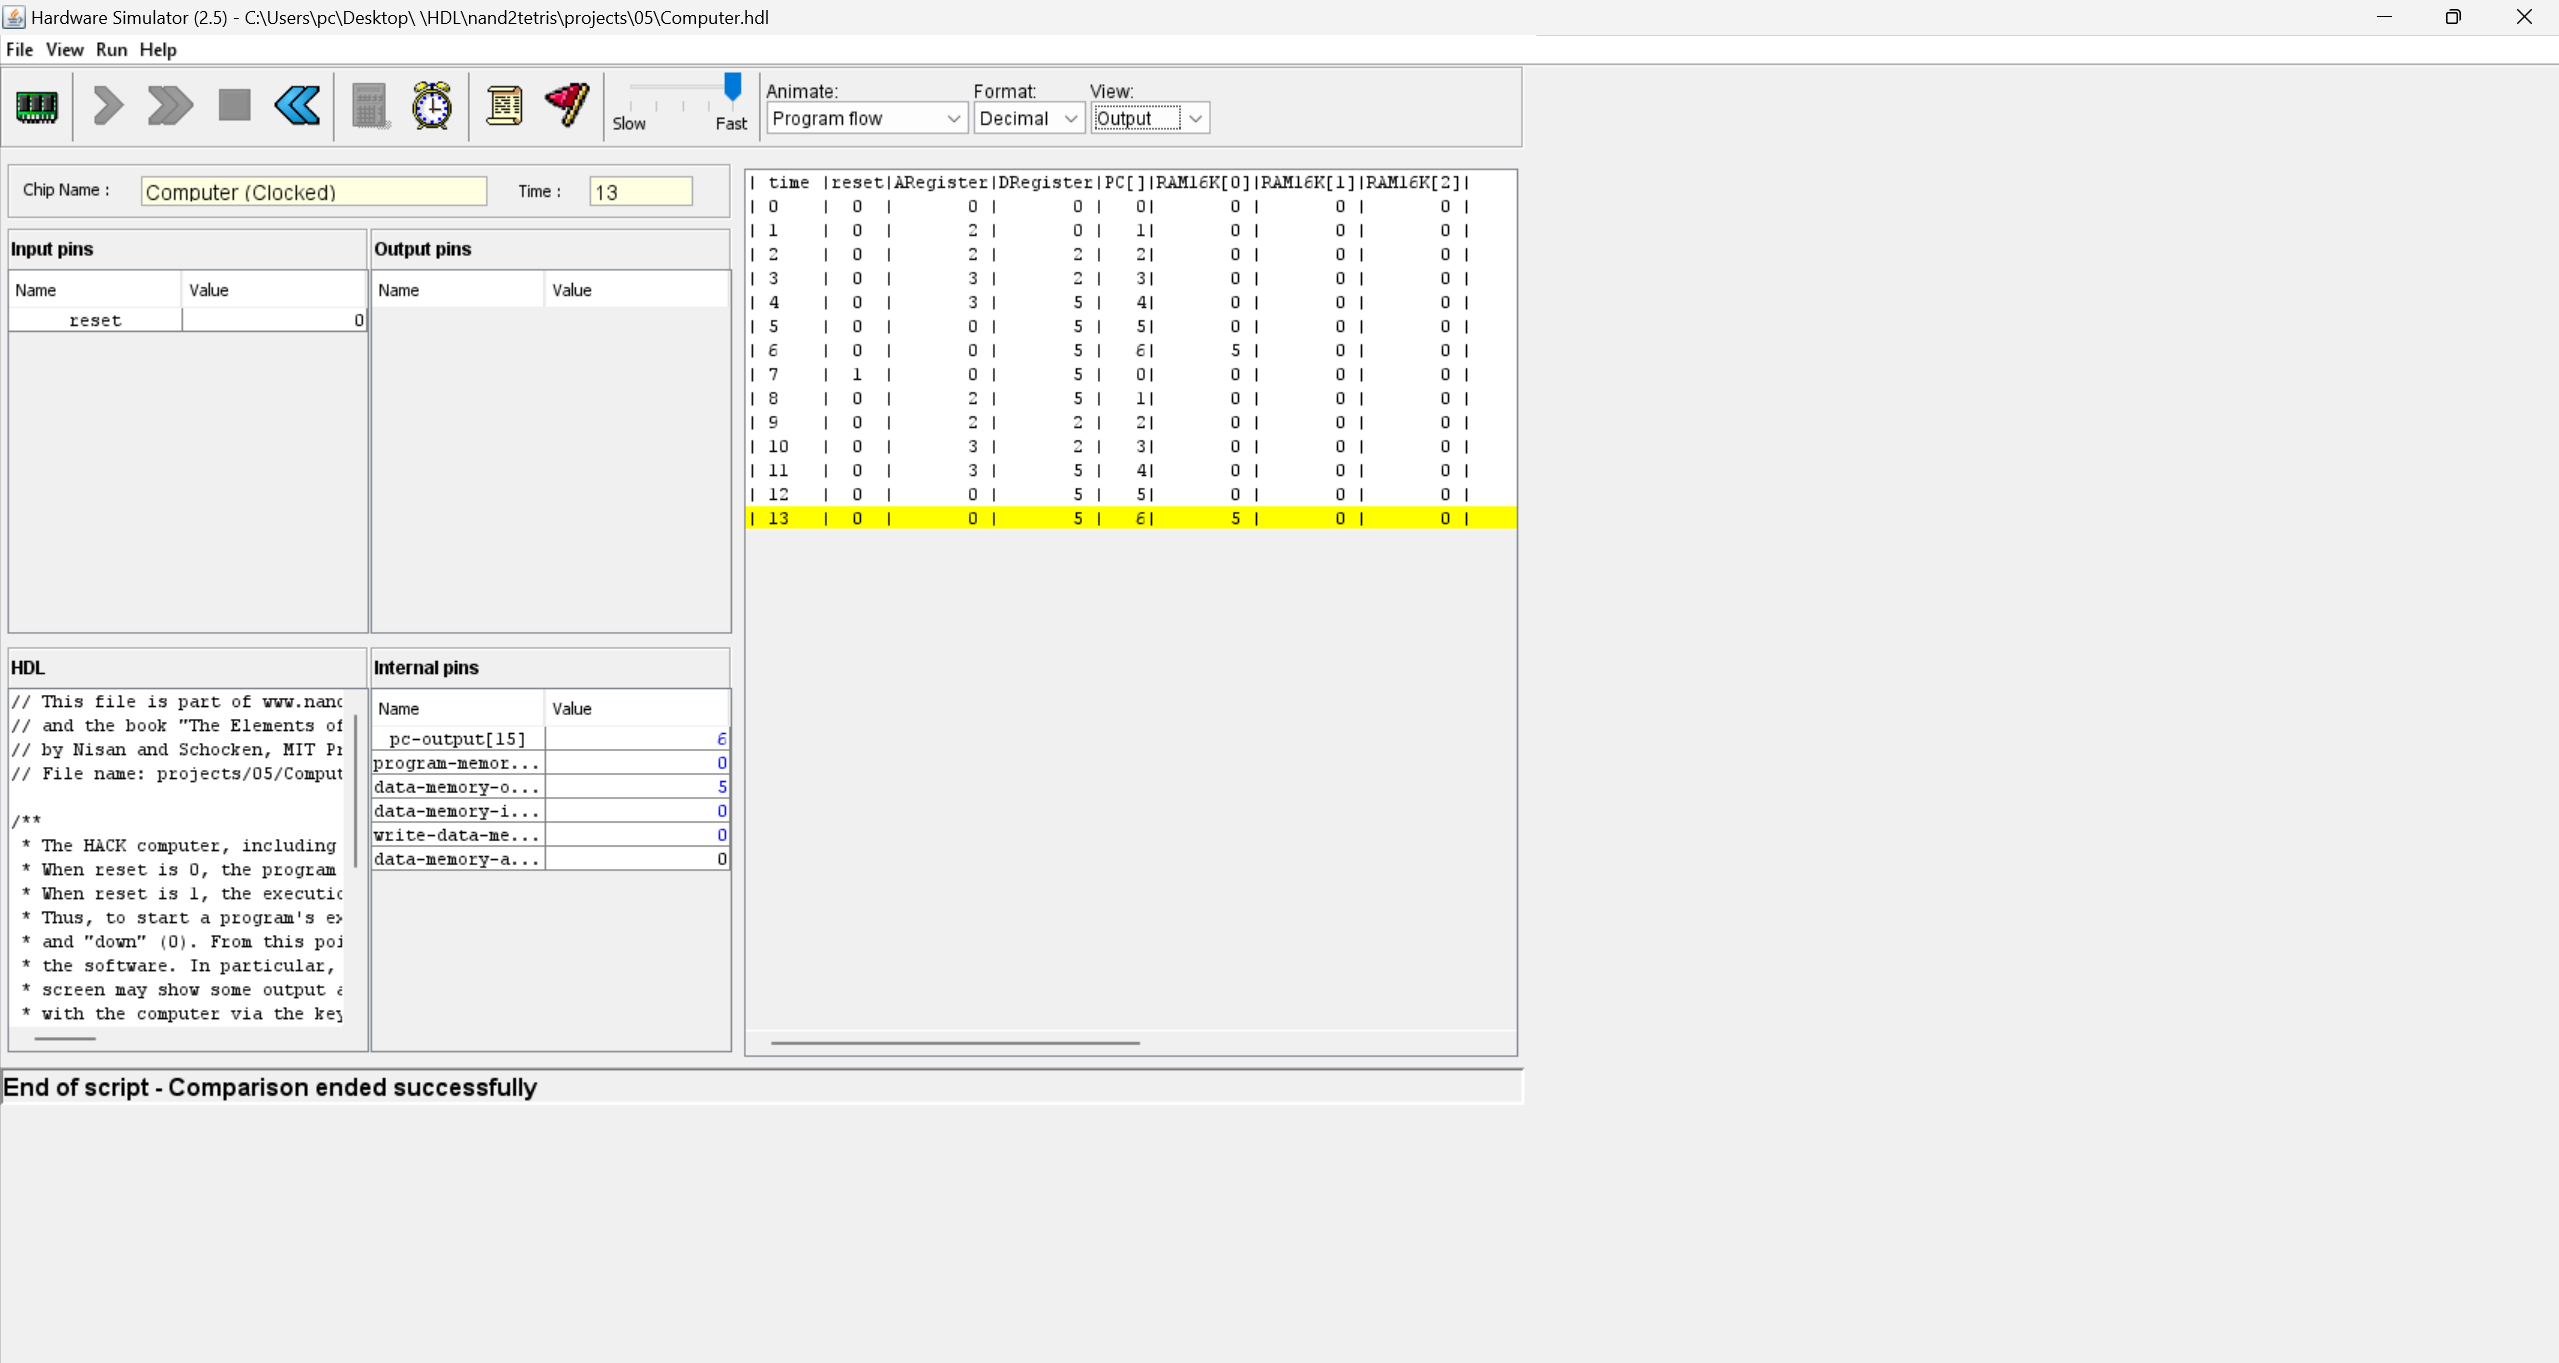 Hardware Simulator (2.5) - C:\Users\pc\Desktop\ \HDL\nand2tetris\projects\05\Computer.hdl
File View Run Help
Slow Fast
Animate: Format: View:
Program flow Decimal Output
Chip Name : Computer (Clocked) Time : 13
Input pins Output pins
Name Value Name Value
reset 0
| time |reset|ARegister|DRegister|PC[]|RAM16K[0]|RAM16K[1]|RAM16K[2]|
| 0 | 0 | 0 | 0 | 0| 0 | 0 | 0 |
| 1 | 0 | 2 | 0 | 1| 0 | 0 | 0 |
| 2 | 0 | 2 | 2 | 2| 0 | 0 | 0 |
| 3 | 0 | 3 | 2 | 3| 0 | 0 | 0 |
| 4 | 0 | 3 | 5 | 4| 0 | 0 | 0 |
| 5 | 0 | 0 | 5 | 5| 0 | 0 | 0 |
| 6 | 0 | 0 | 5 | 6| 5 | 0 | 0 |
| 7 | 1 | 0 | 5 | 0| 0 | 0 | 0 |
| 8 | 0 | 2 | 5 | 1| 0 | 0 | 0 |
| 9 | 0 | 2 | 2 | 2| 0 | 0 | 0 |
| 10 | 0 | 3 | 2 | 3| 0 | 0 | 0 |
| 11 | 0 | 3 | 5 | 4| 0 | 0 | 0 |
| 12 | 0 | 0 | 5 | 5| 0 | 0 | 0 |
| 13 | 0 | 0 | 5 | 6| 5 | 0 | 0 |
HDL
// This file is part of www.nand
// and the book "The Elements of
// by Nisan and Schocken, MIT Pr
// File name: projects/05/Comput
/**
* The HACK computer, including
* When reset is 0, the program
* When reset is 1, the executio
* Thus, to start a program's ex
* and "down" (0). From this poi
* the software. In particular,
* screen may show some output a
* with the computer via the key
Internal pins
Name Value
pc-output[15] 6
program-memor... 0
data-memory-o... 5
data-memory-i... 0
write-data-me... 0
data-memory-a... 0
End of script - Comparison ended successfully